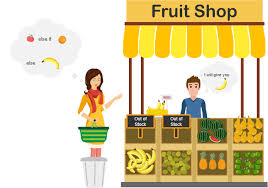 Fruit Shop
else if
else
I will give you
Out of
Stock
Out of
Stock